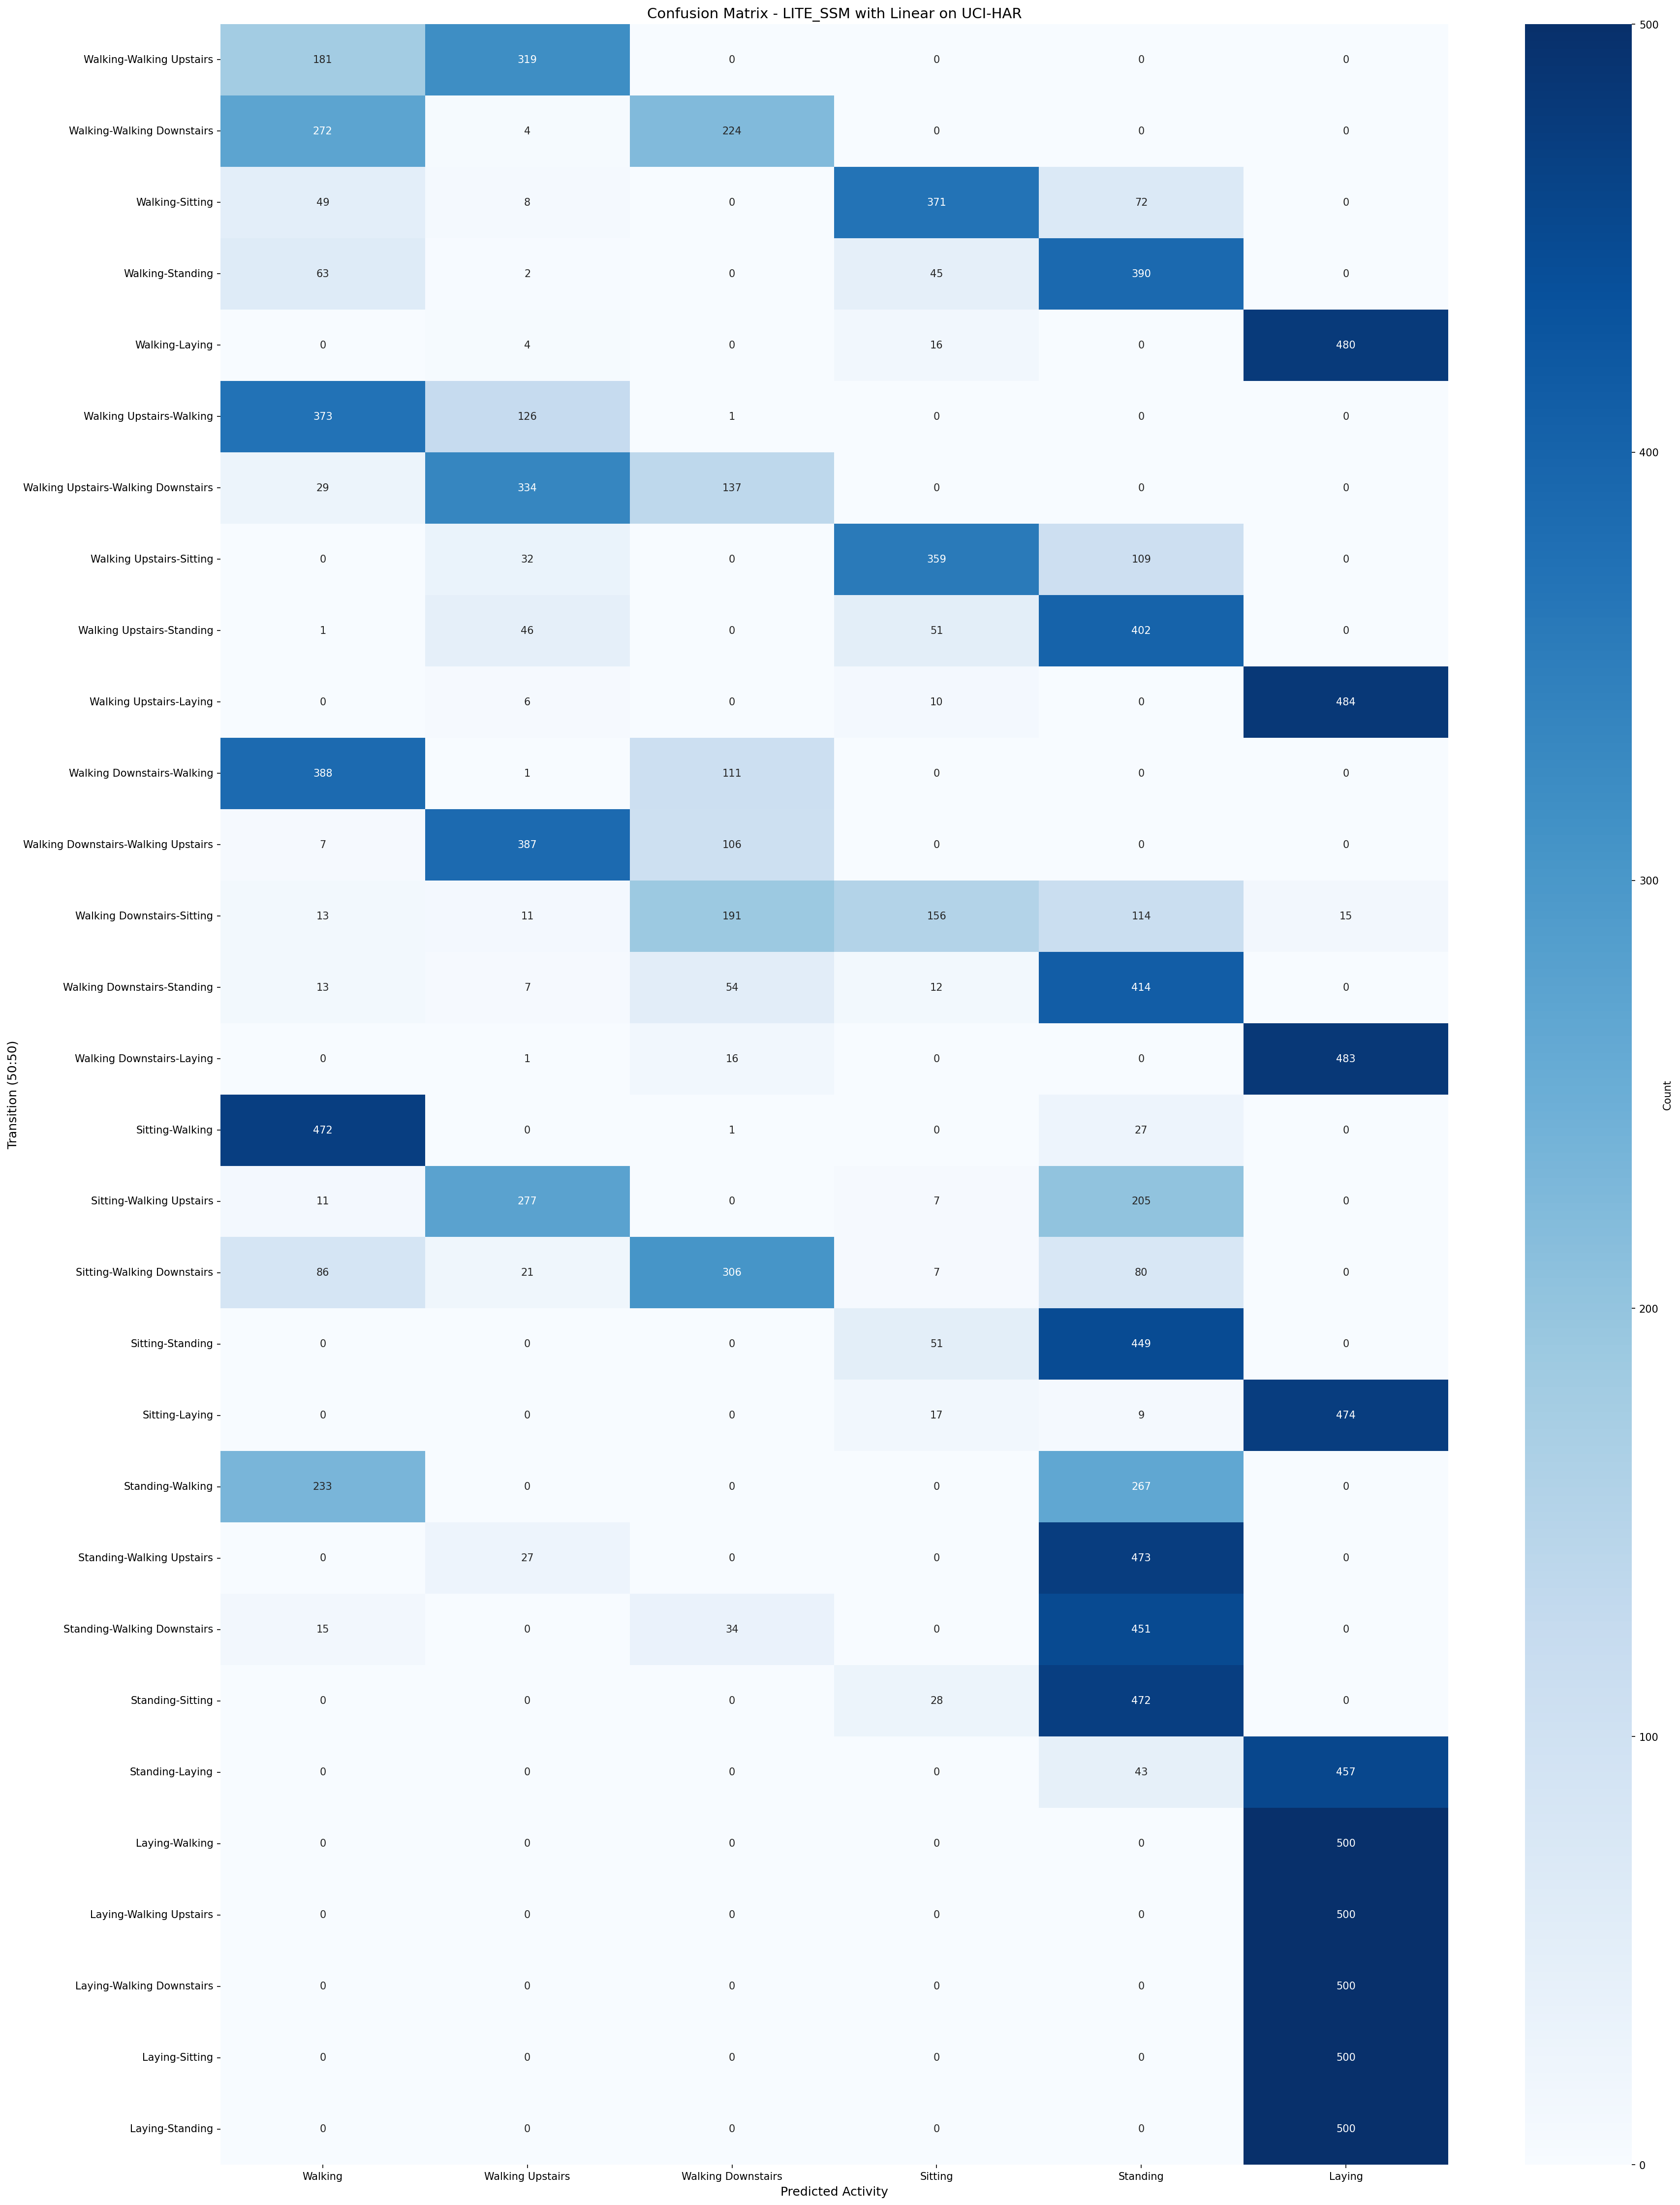 Confusion Matrix - LITE_SSM with Linear on UCI-HAR
Transition (50:50)
Walking-Walking Upstairs 181 319 0 0 0 0
Walking-Walking Downstairs 272 4 224 0 0 0
Walking-Sitting 49 8 0 371 72 0
Walking-Standing 63 2 0 45 390 0
Walking-Laying 0 4 0 16 0 480
Walking Upstairs-Walking 373 126 1 0 0 0
Walking Upstairs-Walking Downstairs 29 334 137 0 0 0
Walking Upstairs-Sitting 0 32 0 359 109 0
Walking Upstairs-Standing 1 46 0 51 402 0
Walking Upstairs-Laying 0 6 0 10 0 484
Walking Downstairs-Walking 388 1 111 0 0 0
Walking Downstairs-Walking Upstairs 7 387 106 0 0 0
Walking Downstairs-Sitting 13 11 191 156 114 15
Walking Downstairs-Standing 13 7 54 12 414 0
Walking Downstairs-Laying 0 1 16 0 0 483
Sitting-Walking 472 0 1 0 27 0
Sitting-Walking Upstairs 11 277 0 7 205 0
Sitting-Walking Downstairs 86 21 306 7 80 0
Sitting-Standing 0 0 0 51 449 0
Sitting-Laying 0 0 0 17 9 474
Standing-Walking 233 0 0 0 267 0
Standing-Walking Upstairs 0 27 0 0 473 0
Standing-Walking Downstairs 15 0 34 0 451 0
Standing-Sitting 0 0 0 28 472 0
Standing-Laying 0 0 0 0 43 457
Laying-Walking 0 0 0 0 0 500
Laying-Walking Upstairs 0 0 0 0 0 500
Laying-Walking Downstairs 0 0 0 0 0 500
Laying-Sitting 0 0 0 0 0 500
Laying-Standing 0 0 0 0 0 500
Walking Walking Upstairs Walking Downstairs Sitting Standing Laying
Predicted Activity
500
400
300
200
100
0
Count